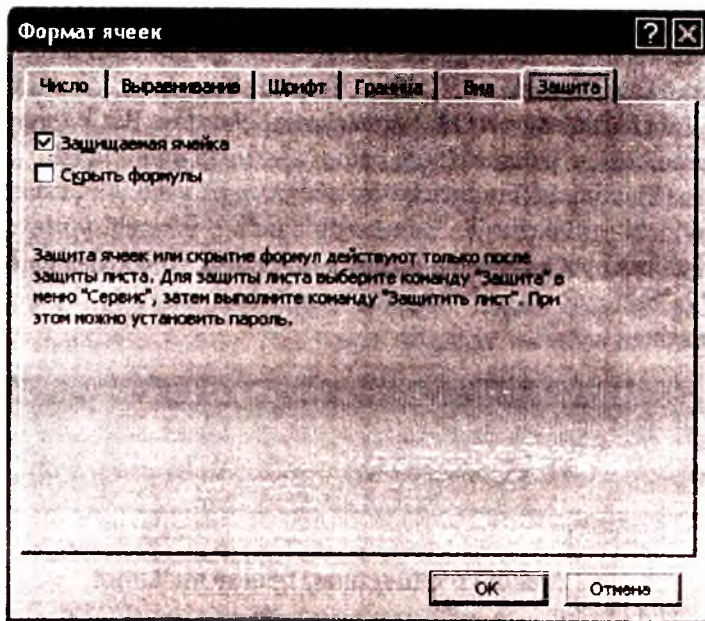 Формат ячеек
Число Выравнивание Шрифт Граница Вид Защита
Защищаемая ячейка
Скрыть формулы
Защита ячеек или скрытие формул действуют только после
защиты листа. Для защиты листа выберите команду "Защита" в
меню "Сервис", затем выполните команду "Защитить лист". При
этом можно установить пароль.
ОК Отмена